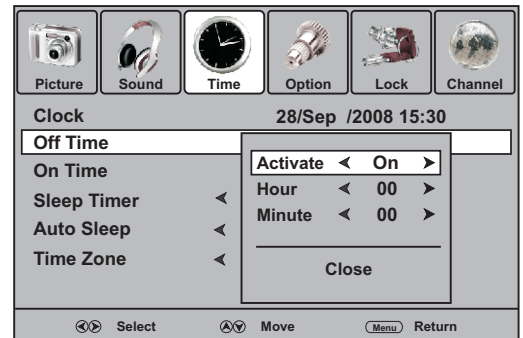 Picture Sound Time Option Lock Channel
Clock 28/Sep /2008 15:30
Off Time
On Time
Sleep Timer
Auto Sleep
Time Zone
Activate On
Hour 00
Minute 00
Close
Select Move Menu Return